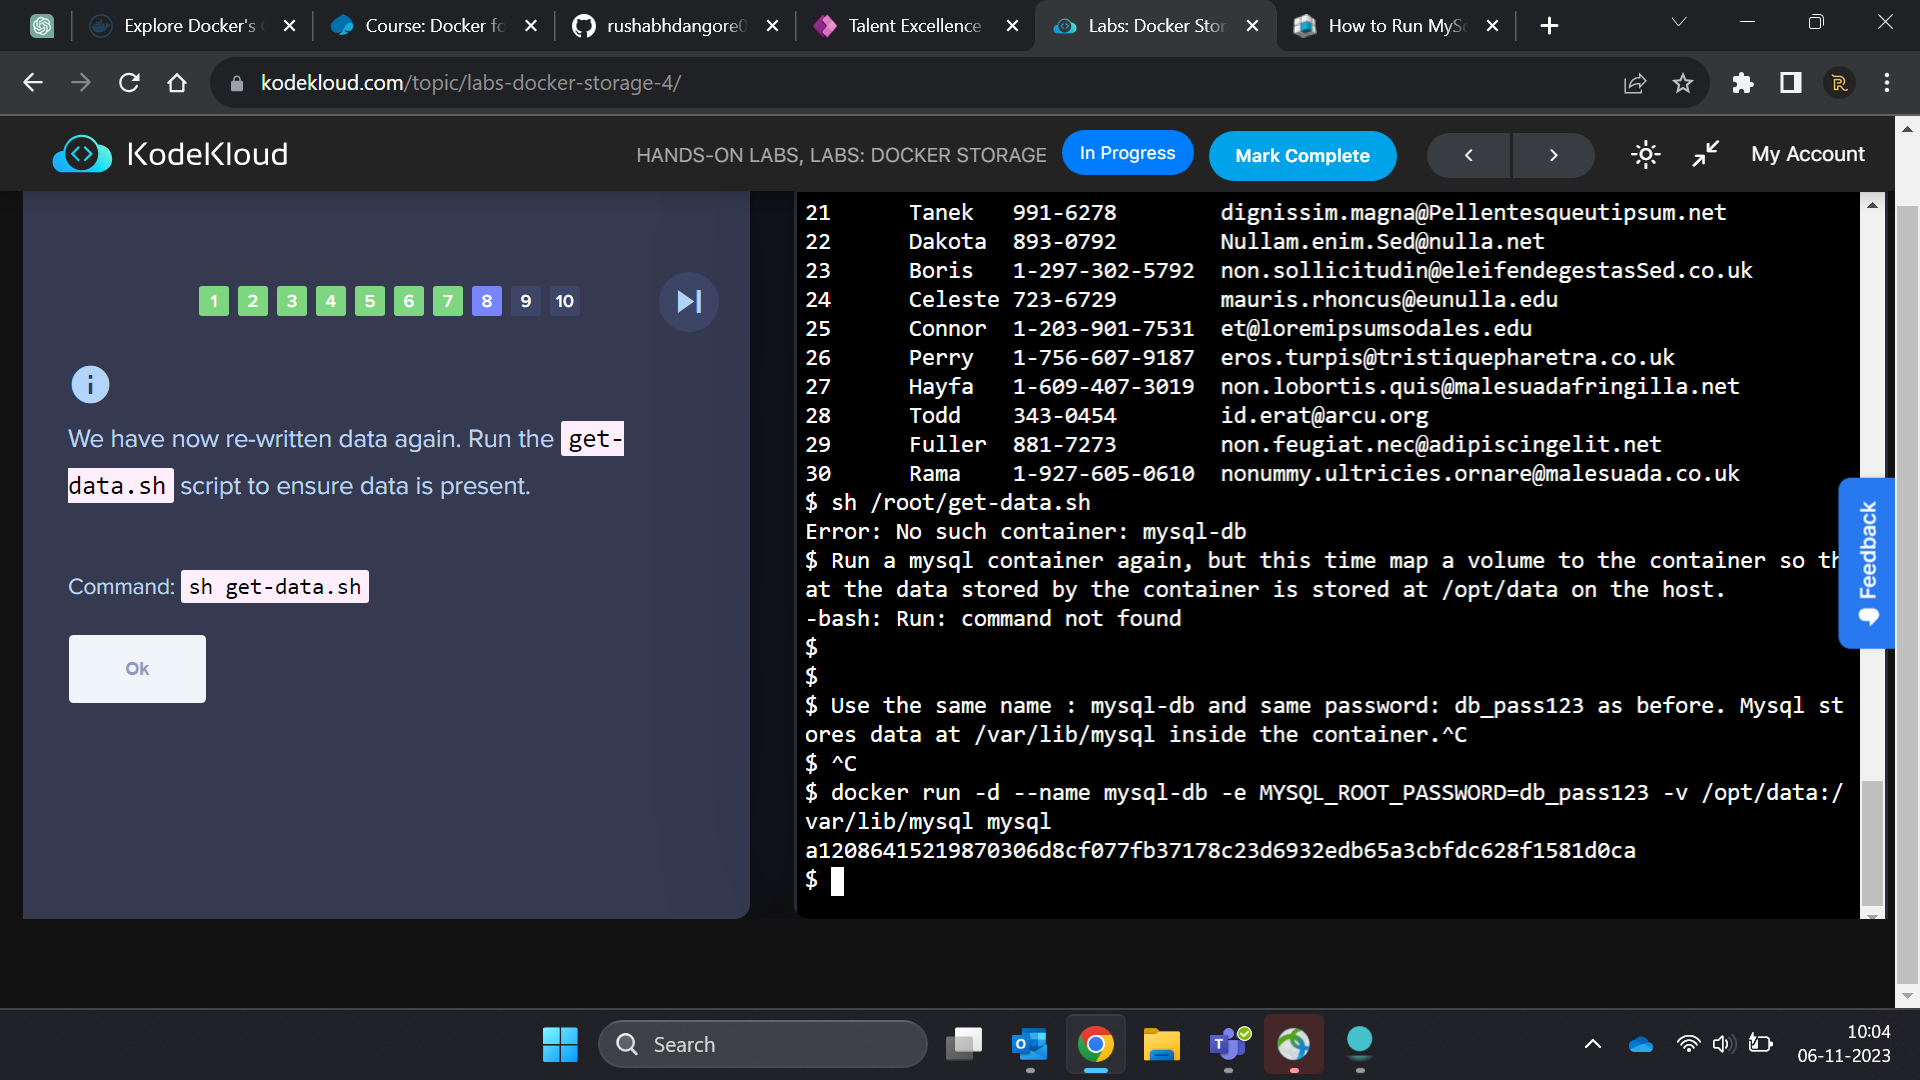 Explore Docker's
Course: Docker fo
rushabhdangore0
Talent Excellence
Labs: Docker Stor
How to Run MySC
kodekloud.com/topic/labs-docker-storage-4/
KodeKloud
HANDS-ON LABS, LABS: DOCKER STORAGE
In Progress
Mark Complete
My Account
1 2 3 4 5 6 7 8 9 10
We have now re-written data again. Run the get-
data.sh script to ensure data is present.
Command: sh get-data.sh
Ok
21 Tanek 991-6278 dignissim.magna@Pellentesqueutipsum.net
22 Dakota 893-0792 Nullam.enim.Sed@nulla.net
23 Boris 1-297-302-5792 non.sollicitudin@eleifendegestasSed.co.uk
24 Celeste 723-6729 mauris.rhoncus@eunulla.edu
25 Connor 1-203-901-7531 et@loremipsumsodales.edu
26 Perry 1-756-607-9187 eros.turpis@tristiquepharetra.co.uk
27 Hayfa 1-609-407-3019 non.lobortis.quis@malesuadafringilla.net
28 Todd 343-0454 id.erat@arcu.org
29 Fuller 881-7273 non.feugiat.nec@adipiscingelit.net
30 Rama 1-927-605-0610 nonummy.ultricies.ornare@malesuada.co.uk
$ sh /root/get-data.sh
Error: No such container: mysql-db
$ Run a mysql container again, but this time map a volume to the container so th
at the data stored by the container is stored at /opt/data on the host.
-bash: Run: command not found
$
$
$ Use the same name : mysql-db and same password: db_pass123 as before. Mysql st
ores data at /var/lib/mysql inside the container.^C
$ ^C
$ docker run -d --name mysql-db -e MYSQL_ROOT_PASSWORD=db_pass123 -v /opt/data:/
var/lib/mysql mysql
a12086415219870306d8cf077fb37178c23d6932edb65a3cbfdc628f1581d0ca
$
Feedback
Search
10:04
06-11-2023